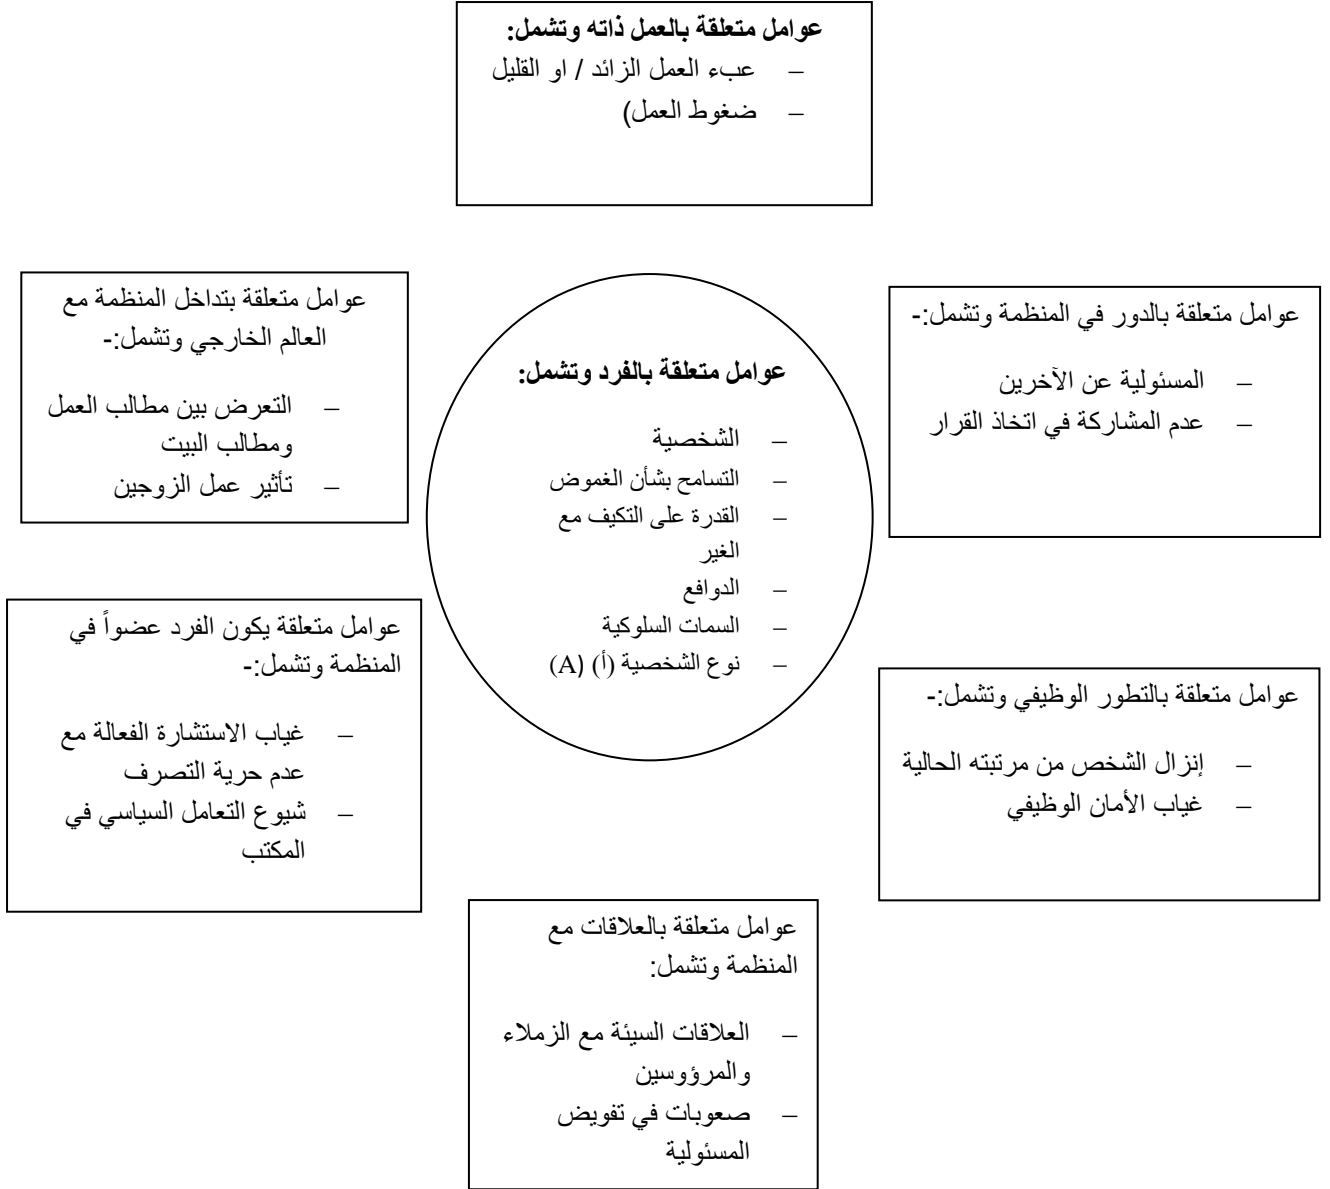 عوامل متعلقة بالعمل ذاته وتشمل:
– عبء العمل الزائد / او القليل
– ضغوط العمل)
عوامل متعلقة بالدور في المنظمة وتشمل:-
– المسئولية عن الآخرين
– عدم المشاركة في اتخاذ القرار
عوامل متعلقة بالفرد وتشمل:
– الشخصية
– التسامح بشأن الغموض
– القدرة على التكيف مع
الغير
– الدوافع
– السمات السلوكية
– نوع الشخصية (أ) (A)
عوامل متعلقة بتداخل المنظمة مع
العالم الخارجي وتشمل:-
– التعرض بين مطالب العمل
ومطالب البيت
– تأثير عمل الزوجين
عوامل متعلقة بالتطور الوظيفي وتشمل:-
– إنزال الشخص من مرتبته الحالية
– غياب الأمان الوظيفي
عوامل متعلقة يكون الفرد عضواً في
المنظمة وتشمل:-
– غياب الاستشارة الفعالة مع
عدم حرية التصرف
– شيوع التعامل السياسي في
المكتب
عوامل متعلقة بالعلاقات مع
المنظمة وتشمل:
– العلاقات السيئة مع الزملاء
والمرؤوسين
– صعوبات في تفويض
المسئولية